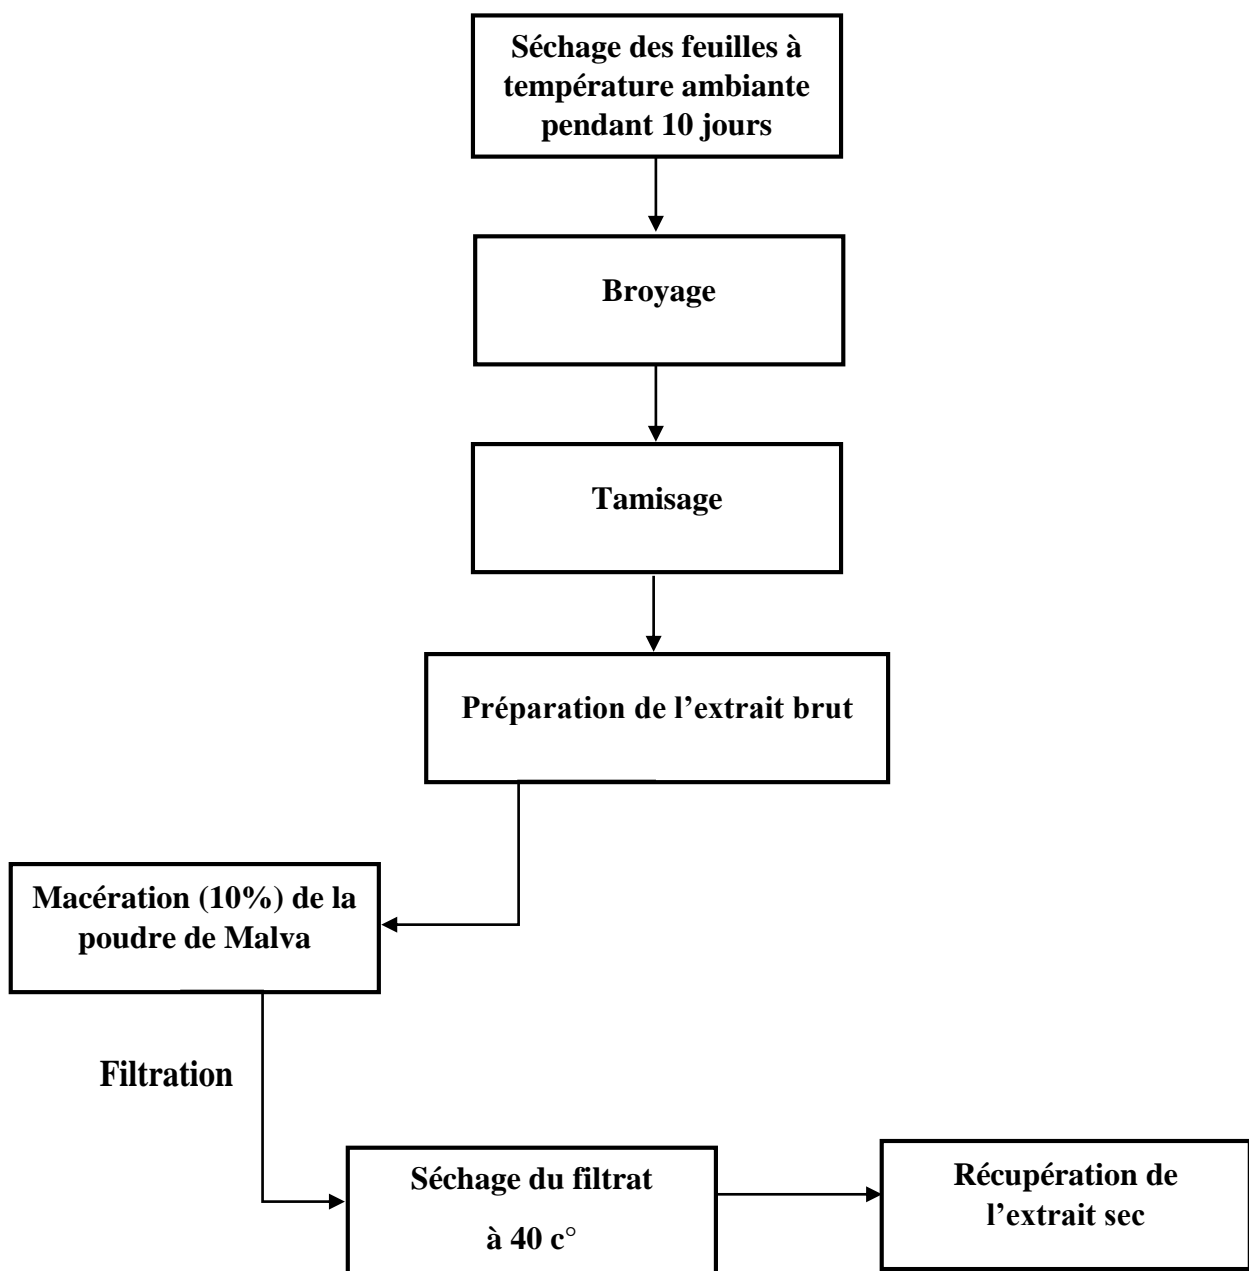 Séchage des feuilles à
température ambiante
pendant 10 jours
Broyage
Tamisage
Préparation de l’extrait brut
Macération (10%) de la
poudre de Malva
Filtration
Séchage du filtrat
à 40 c°
Récupération de
l’extrait sec